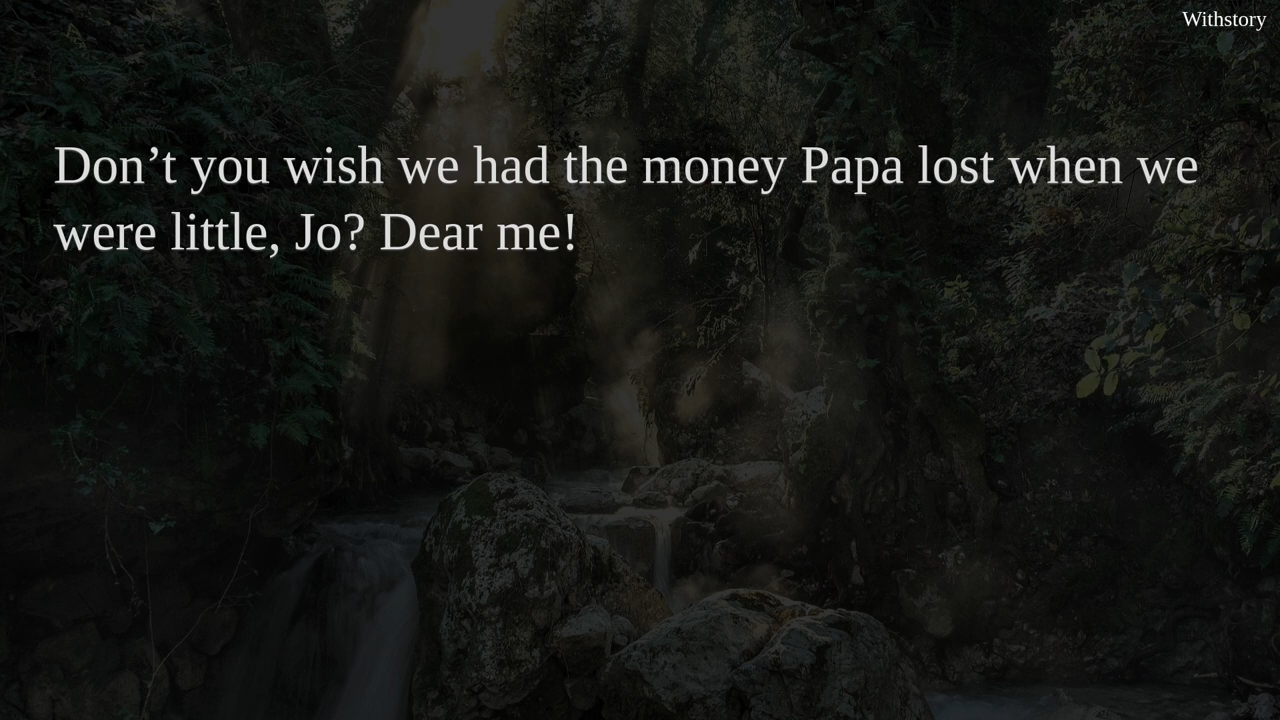 Withstory
Don’t you wish we had the money Papa lost when we
were little, Jo? Dear me!